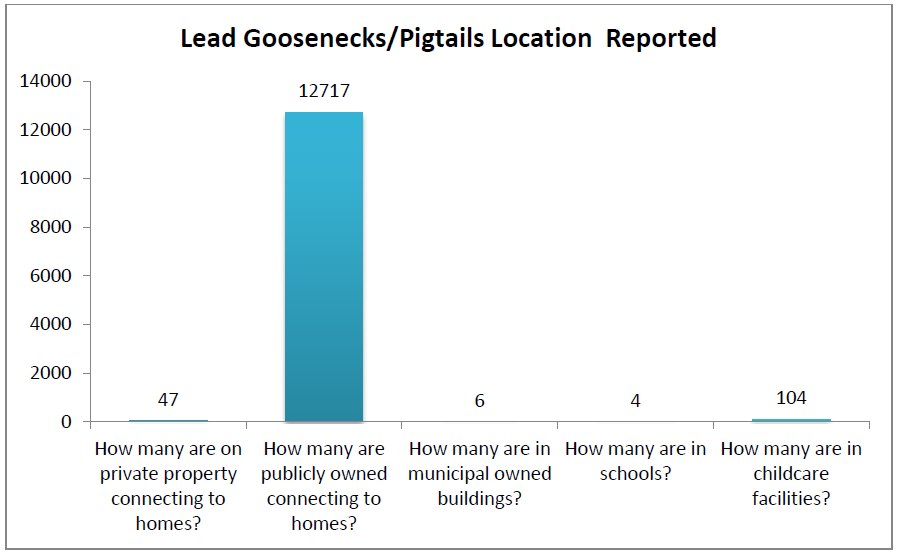 Lead Goosenecks/Pigtails Location  Reported
14000
12000
10000
8000
6000
4000
2000
0
47
12717
6
4
104
How many are on
private property
connecting to
homes?
How many are
publicly owned
connecting to
homes?
How many are in
municipal owned
buildings?
How many are in
schools?
How many are in
childcare
facilities?